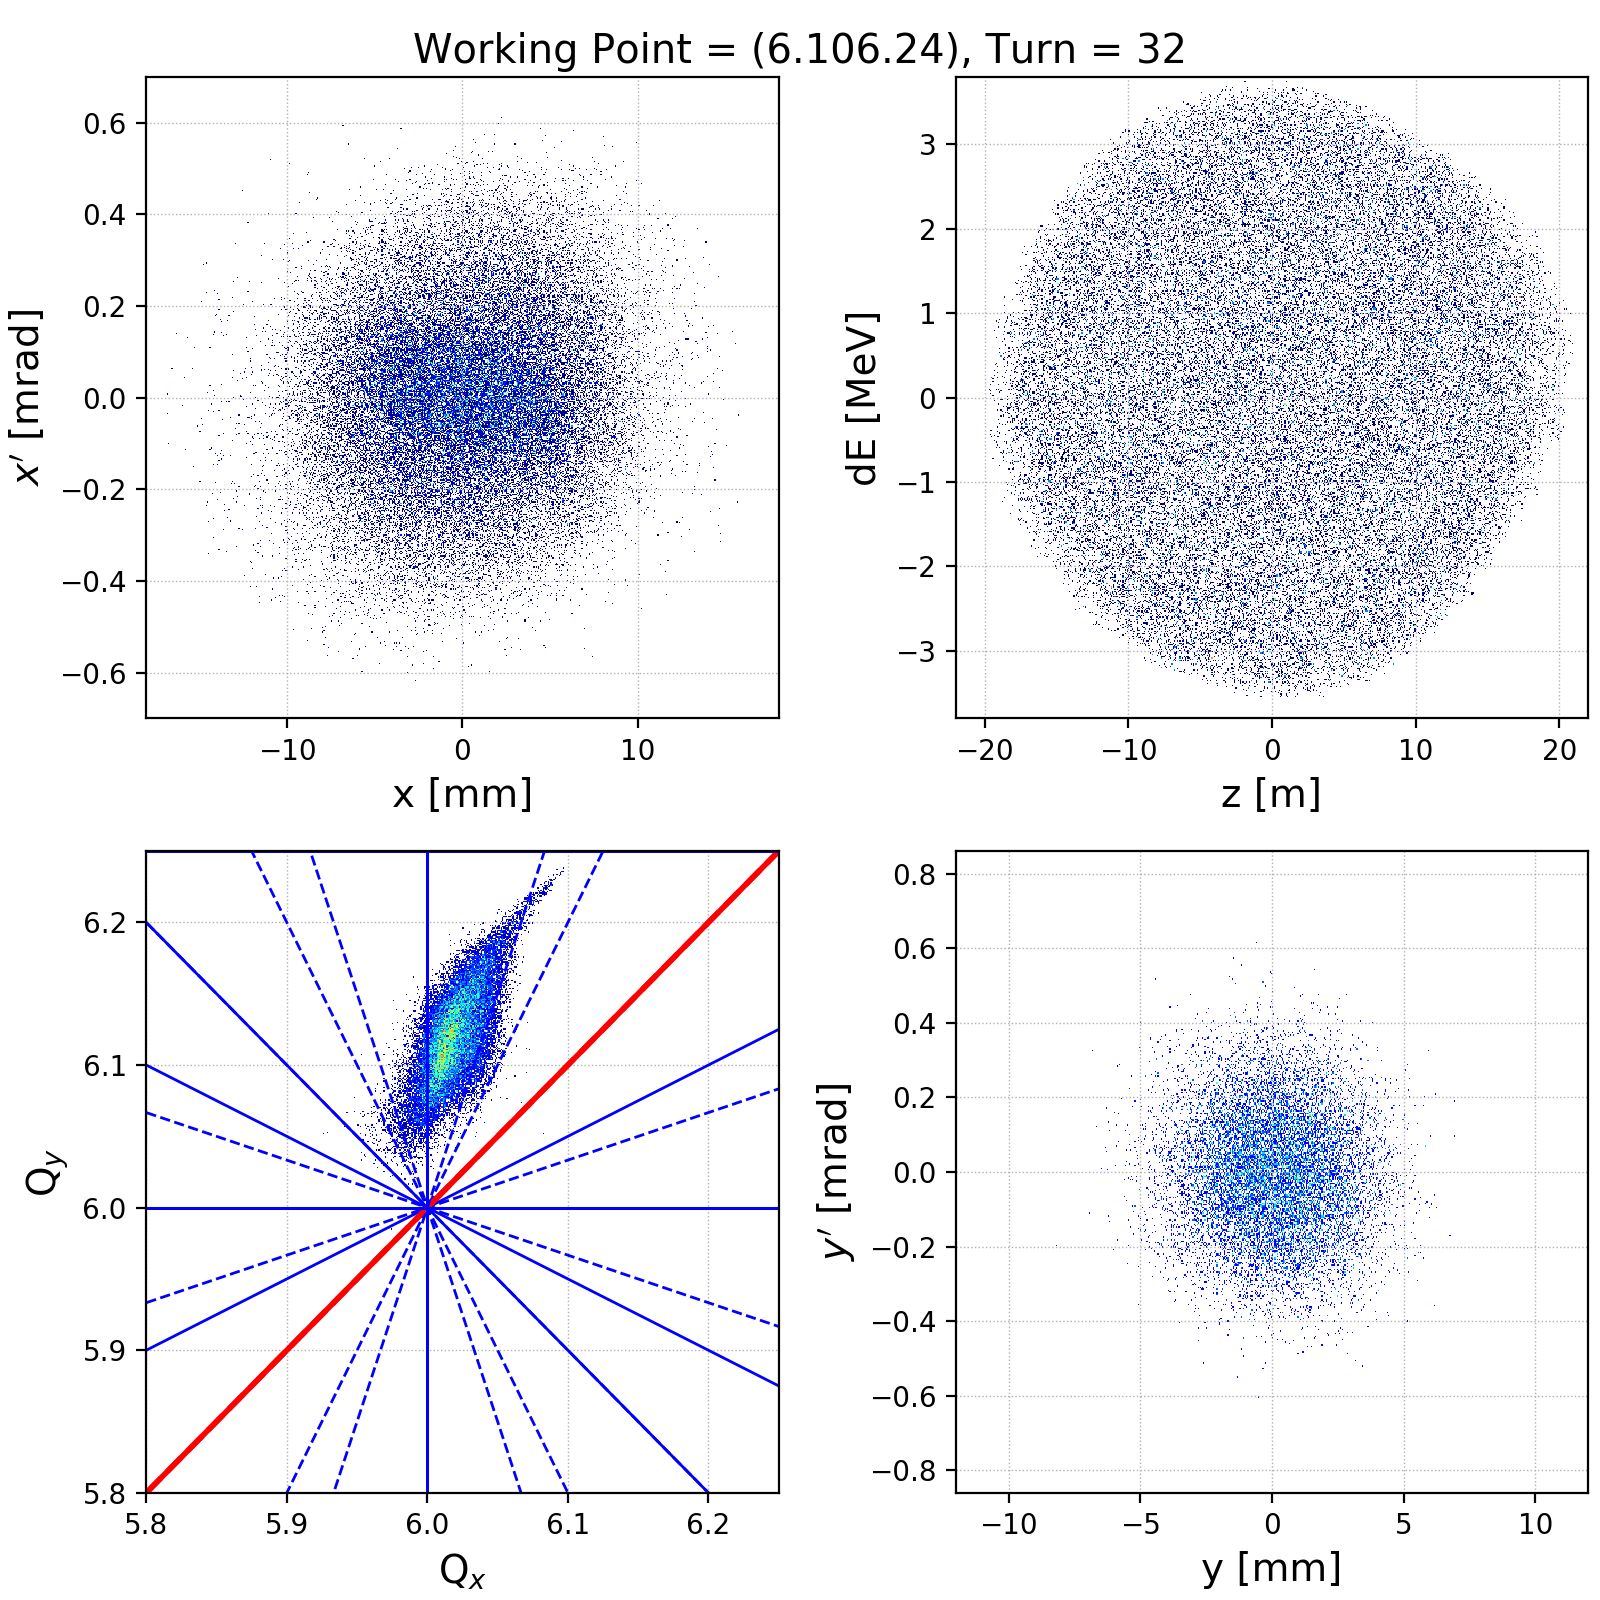 Working Point = (6.106.24), Turn = 32
0.6
0.4
0.2
0.0
−0.2
−0.4
−0.6
x′ [mrad]
−10 0 10
x [mm]
3
2
1
0
−1
−2
−3
dE [MeV]
−20 −10 0 10 20
z [m]
6.2
6.1
6.0
5.9
5.8
Qy
5.8 5.9 6.0 6.1 6.2
Qx
0.8
0.6
0.4
0.2
0.0
−0.2
−0.4
−0.6
−0.8
y′ [mrad]
−10 −5 0 5 10
y [mm]